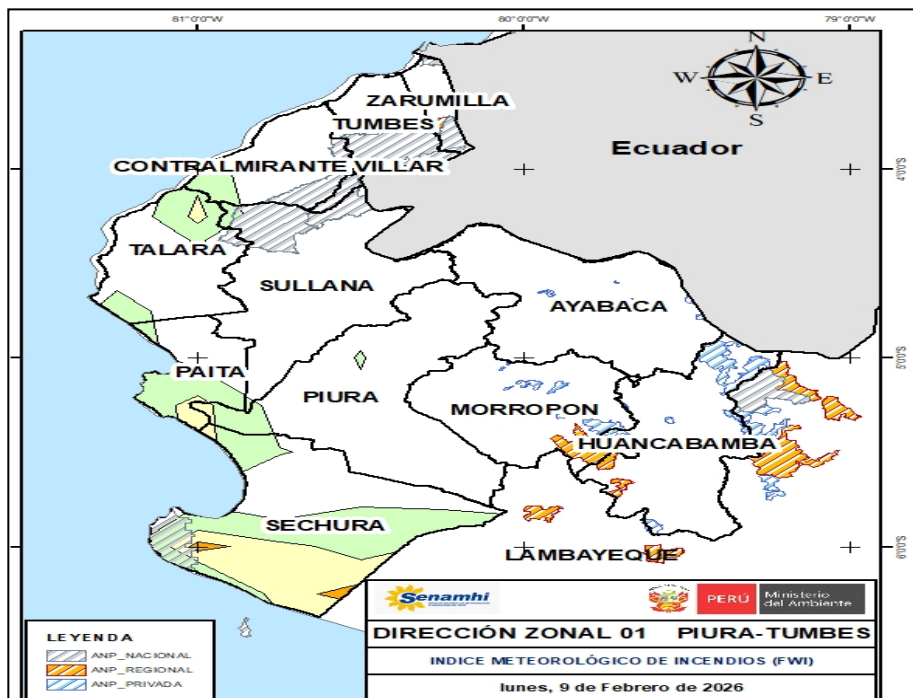 81°0'0"W 80°0'0"W 79°0'0"W
N
W E
S
ZARUMILLA
TUMBES
Ecuador
CONTRALMIRANTE VILLAR
4°0'0"S
TALARA
SULLANA
AYABACA
5°0'0"S
PAITA
PIURA
MORROPON
HUANCABAMBA
SECHURA
LAMBAYEQUE
6°0'0"S
Senamhi
PERÚ Ministerio
del Ambiente
DIRECCIÓN ZONAL 01 PIURA-TUMBES
INDICE METEOROLÓGICO DE INCENDIOS (FWI)
lunes, 9 de Febrero de 2026
LEYENDA
ANP_NACIONAL
ANP_REGIONAL
ANP_PRIVADA